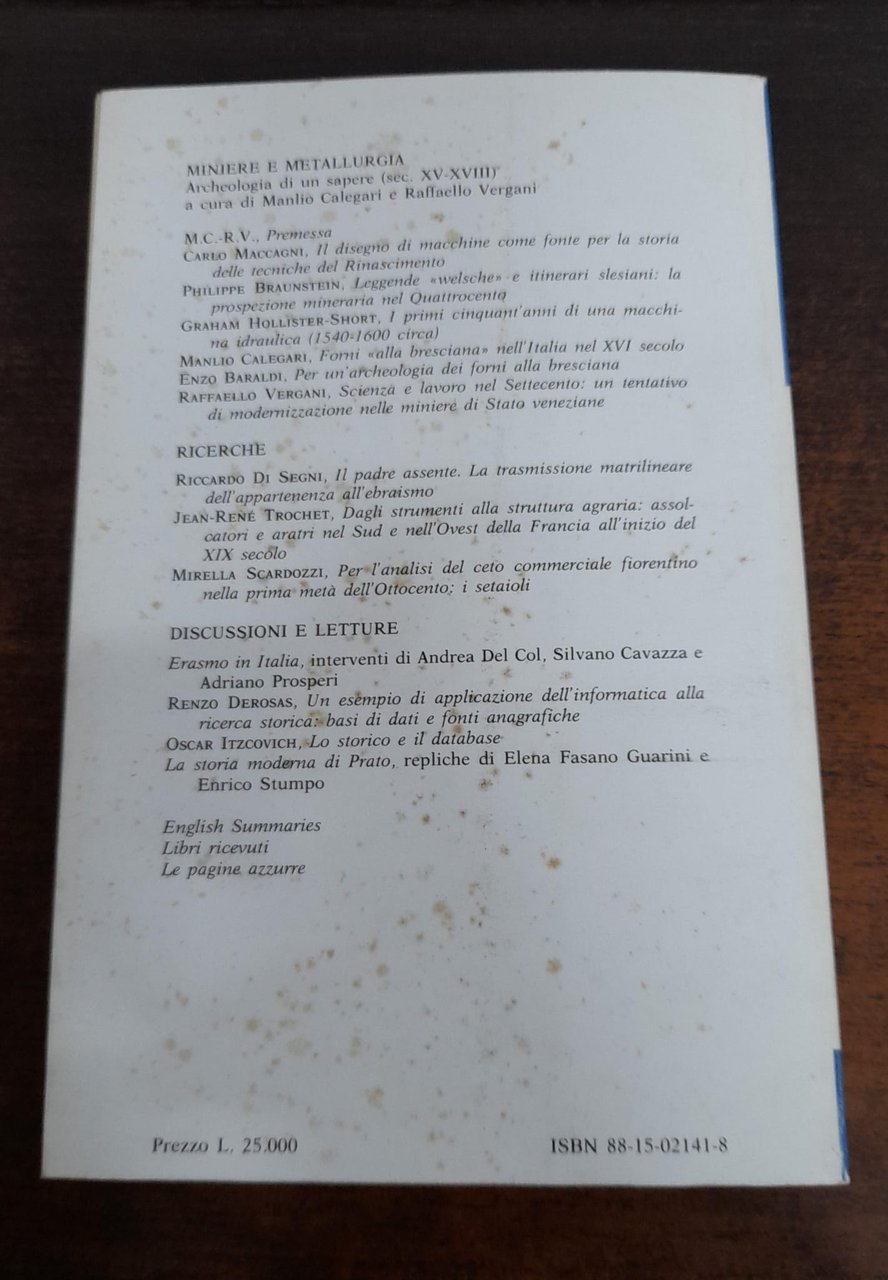 MINIERE E METALLURGIA
Archeologia di un sapere (sec. XV-XVIII)
a cura di Manlio Calegari e Raffaello Vergani
M.C.-R.V., Premessa
CARLO MACCAGNI, Il disegno di macchine come fonte per la storia
delle tecniche del Rinascimento
PHILIPPE BRAUNSTEIN, Leggende «welsche» e itinerari slesiani: la
prospezione mineraria nel Quattrocento
GRAHAM HOLLISTER-SHORT, I primi cinquant'anni di una macchi-
na idraulica (1540-1600 circa)
MANLIO CALEGARI, Forni «alla bresciana» nell'Italia nel XVI secolo
ENZO BARALDI, Per un'archeologia dei forni alla bresciana
RAFFAELLO VERGANI, Scienza e lavoro nel Settecento: un tentativo
di modernizzazione nelle miniere di Stato veneziane
RICERCHE
RICCARDO DI SEGNI, Il padre assente. La trasmissione matrilineare
dell'appartenenza all'ebraismo
JEAN-RENÉ TROCHET, Dagli strumenti alla struttura agraria: assol-
catori e aratri nel Sud e nell'Ovest della Francia all'inizio del
XIX secolo
MIRELLA SCARDOZZI, Per l'analisi del ceto commerciale fiorentino
nella prima metà dell'Ottocento: i setaioli
DISCUSSIONI E LETTURE
Erasmo in Italia, interventi di Andrea Del Col, Silvano Cavazza e
Adriano Prosperi
RENZO DEROSAS, Un esempio di applicazione dell'informatica alla
ricerca storica: basi di dati e fonti anagrafiche
OSCAR ITZCOVICH, Lo storico e il database
La storia moderna di Prato, repliche di Elena Fasano Guarini e
Enrico Stumpo
English Summaries
Libri ricevuti
Le pagine azzurre
Prezzo L. 25.000
ISBN 88-15-02141-8